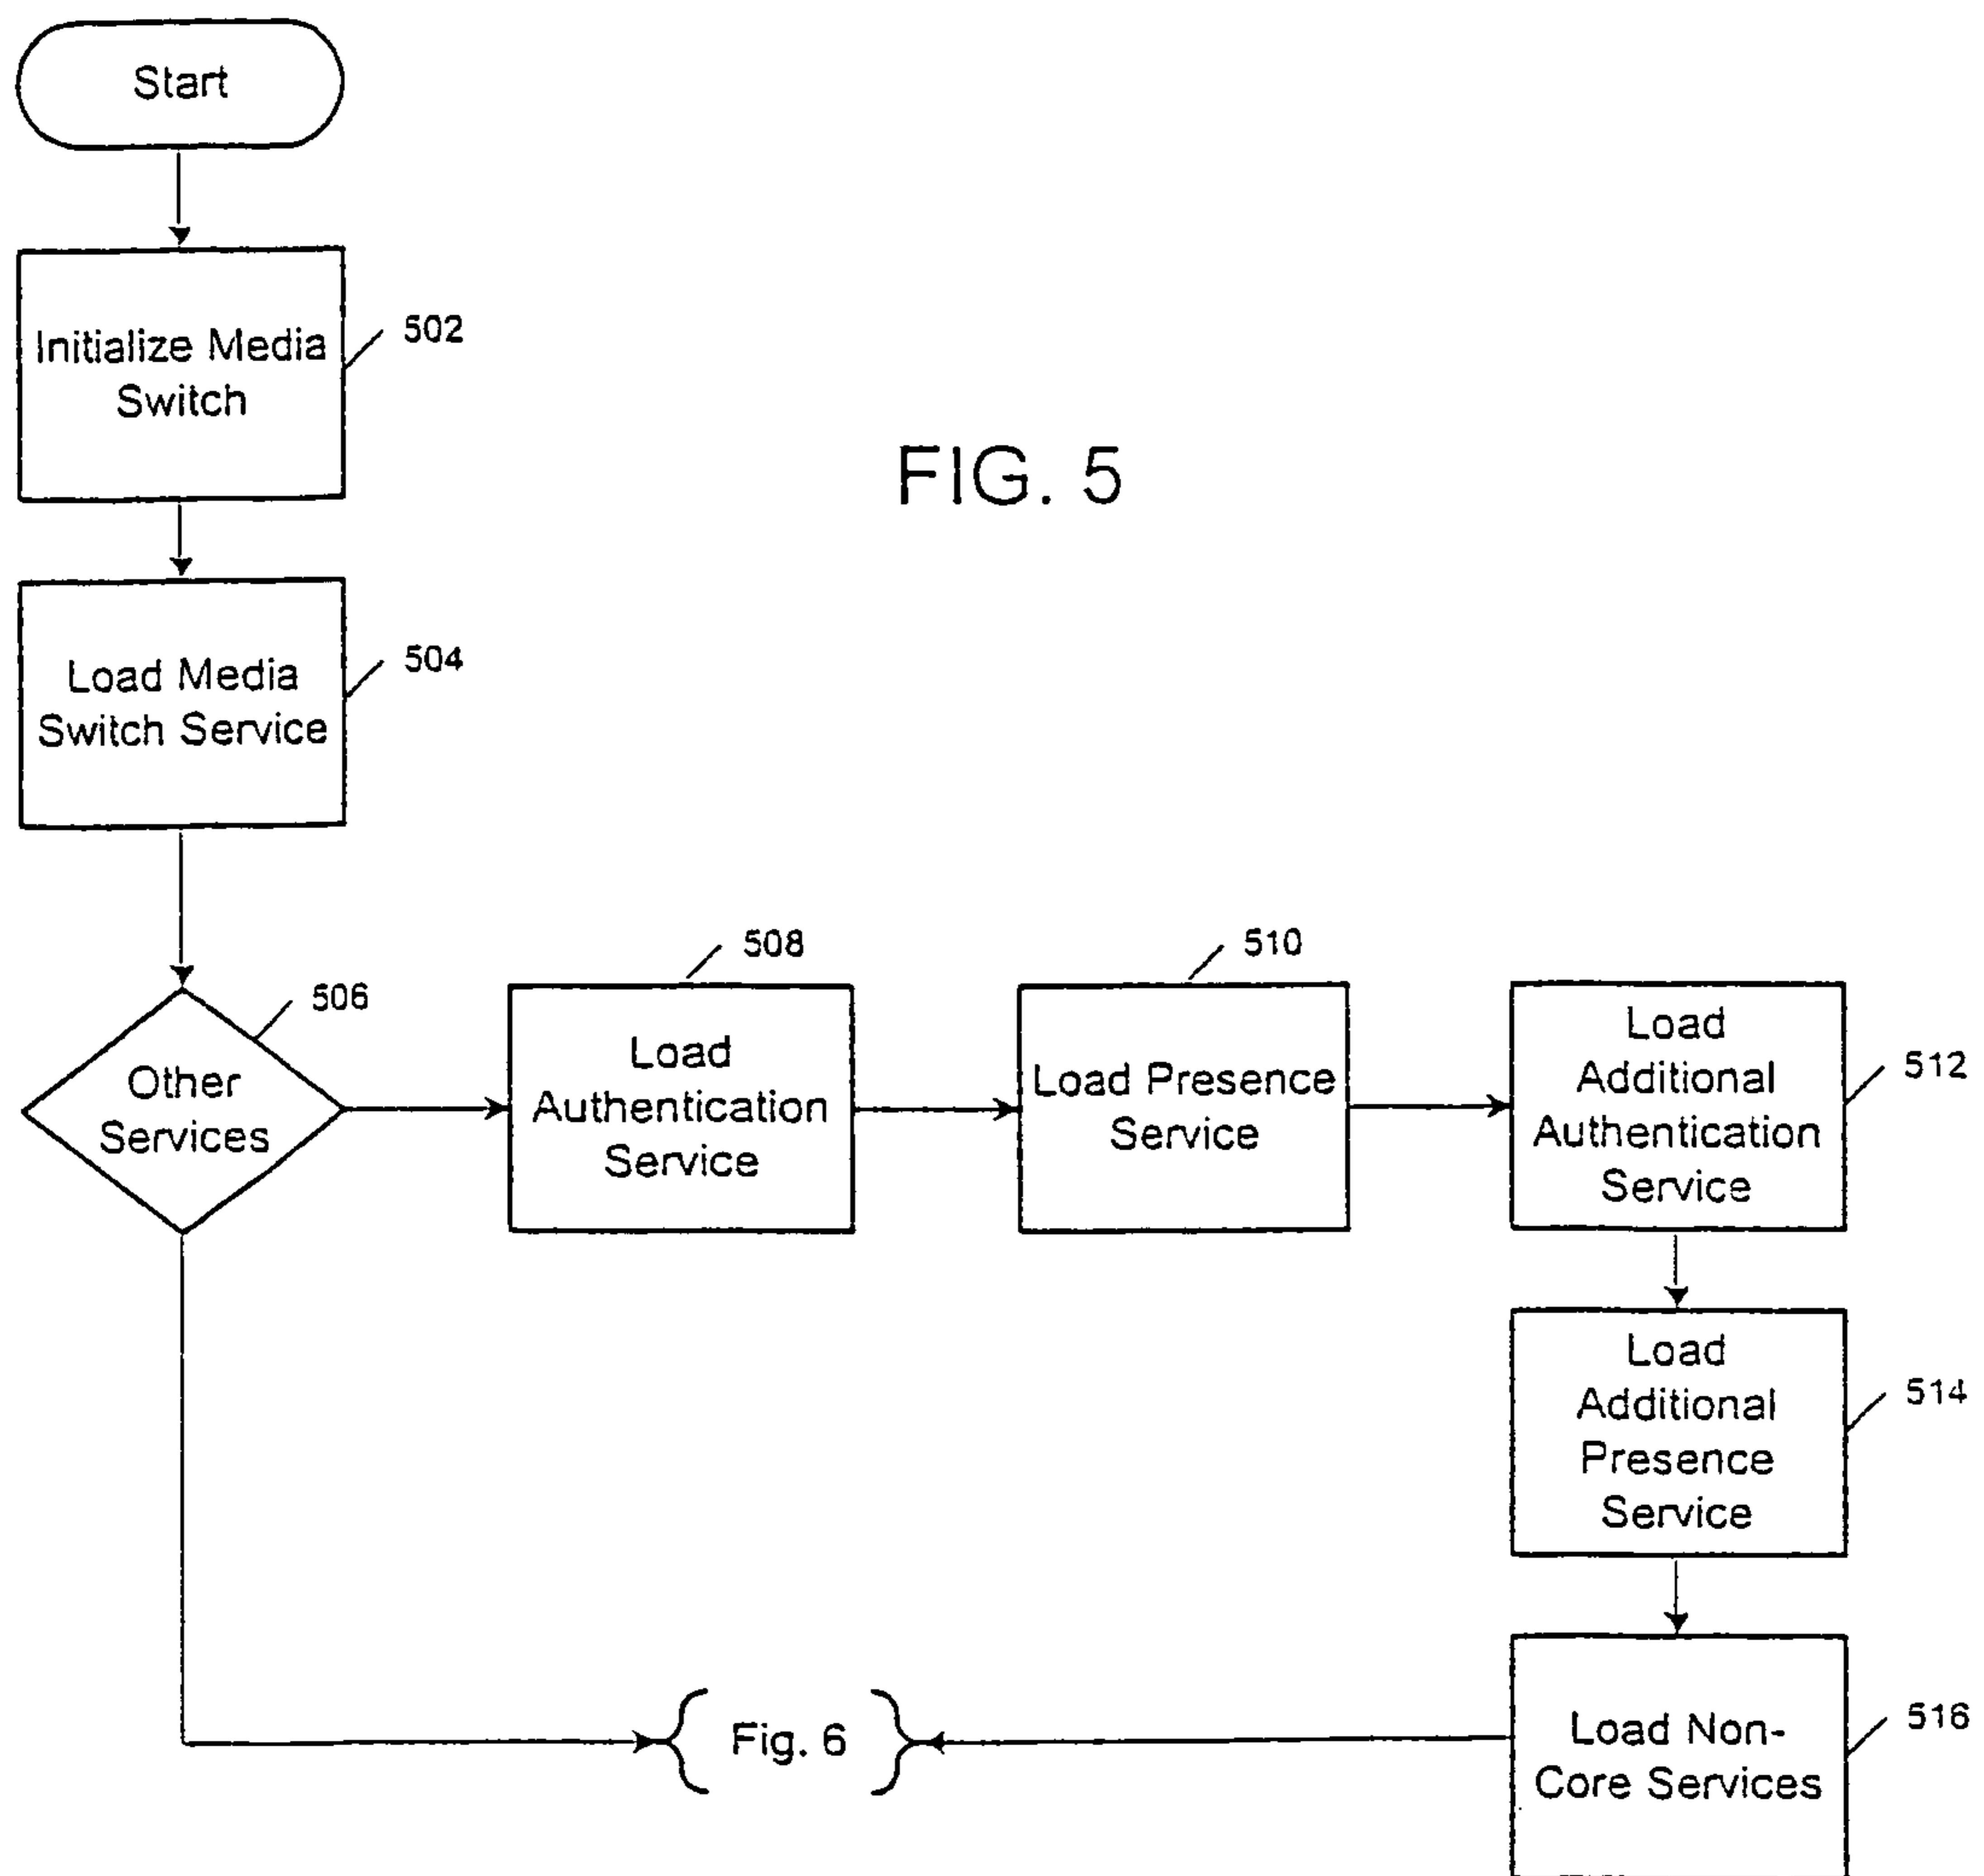 Start
Initialize Media
Switch
502
FIG. 5
Load Media
Switch Service
504
Other
Services
506
Load
Authentication
Service
508
Load Presence
Service
510
Load
Additional
Authentication
Service
512
Load
Additional
Presence
Service
514
Load Non-
Core Services
516
Fig. 6